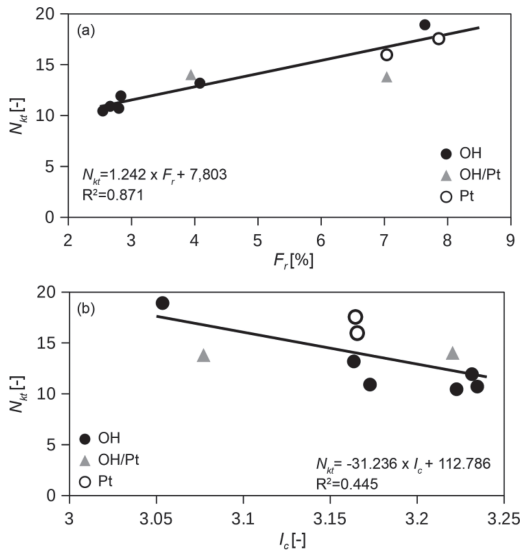 (a)
20
15
10
5
0
N_kt [-]
N_kt=1.242 x F_r + 7,803
R²=0.871
OH
OH/Pt
Pt
2 3 4 5 6 7 8 9
F_r [%]
(b)
20
15
10
5
0
N_kt [-]
OH
OH/Pt
Pt
N_kt= -31.236 x I_c + 112.786
R²=0.445
3 3.05 3.1 3.15 3.2 3.25
I_c [-]